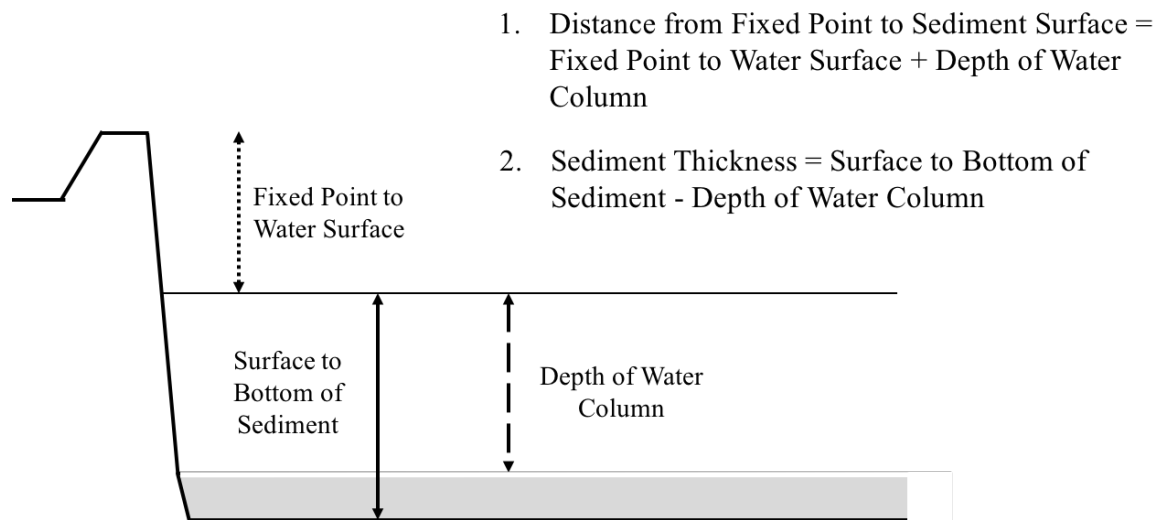 1. Distance from Fixed Point to Sediment Surface =
Fixed Point to Water Surface + Depth of Water
Column
2. Sediment Thickness = Surface to Bottom of
Sediment - Depth of Water Column
Fixed Point to
Water Surface
Surface to
Bottom of
Sediment
Depth of Water
Column